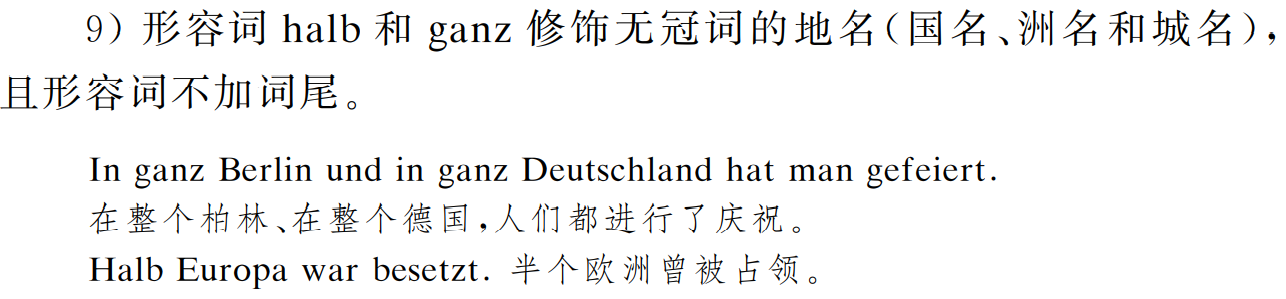 9）形容词 halb 和 ganz 修饰无冠词的地名（国名、洲名和城名），
且形容词不加词尾。
In ganz Berlin und in ganz Deutschland hat man gefeiert.
在整个柏林、在整个德国，人们都进行了庆祝。
Halb Europa war besetzt. 半个欧洲曾被占领。